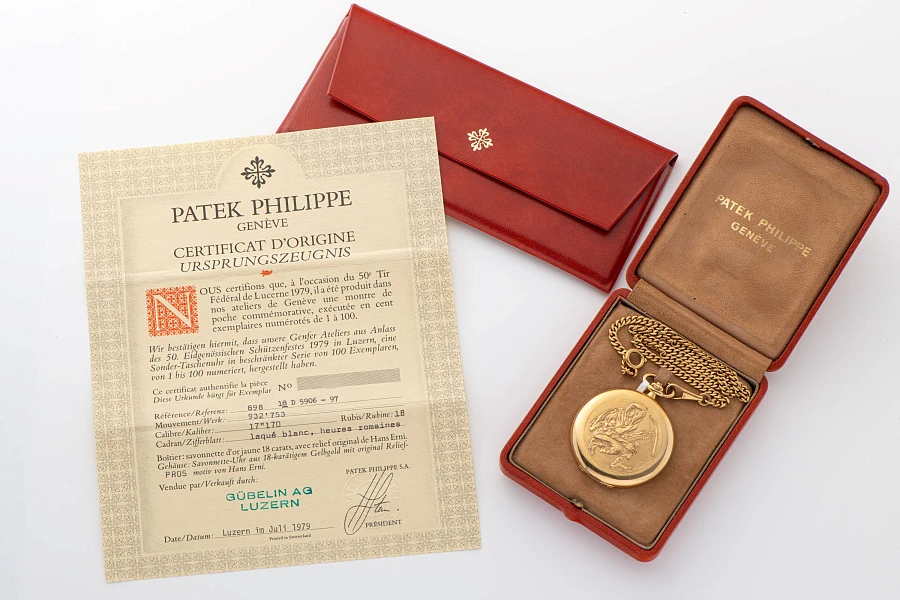 PATEK PHILIPPE
GENÈVE
CERTIFICAT D'ORIGINE
URSPRUNGSZEUGNIS
NOUS certifions que, à l'occasion du 50e Tir
Fédéral de Lucerne 1979, il a été produit dans
nos ateliers de Genève une montre de
poche commémorative, exécutée en cent
exemplaires numérotés de 1 à 100.
Wir bestätigen hiermit, dass unsere Genfer Ateliers aus Anlass
des 50. Eidgenössischen Schützenfestes 1979 in Luzern, eine
Sonder-Taschenuhr in beschränkter Serie von 100 Exemplaren,
von 1 bis 100 numeriert, hergestellt haben.
Ce certificat authentifie la pièce
Diese Urkunde bürgt für Exemplar No
Référence/Referenz: 898 18 D 5906 - 97
Mouvement/Werk: 932'753 Rubis/Rubine: 18
Calibre/Kaliber: 17"170
Cadran/Zifferblatt: laqué blanc, heures romaines
Boîtier: savonnette d'or jaune 18 carats, avec relief original de Hans Erni.
Gehäuse: Savonnette-Uhr aus 18-karätigem Gelbgold mit original Relief-
PROS motiv von Hans Erni.
Vendue par/Verkauft durch:
PATEK PHILIPPE S.A.
GÜBELIN AG
LUZERN
PRÉSIDENT
Date/Datum: Luzern im Juli 1979
Printed in Switzerland
PATEK PHILIPPE
GENÈVE